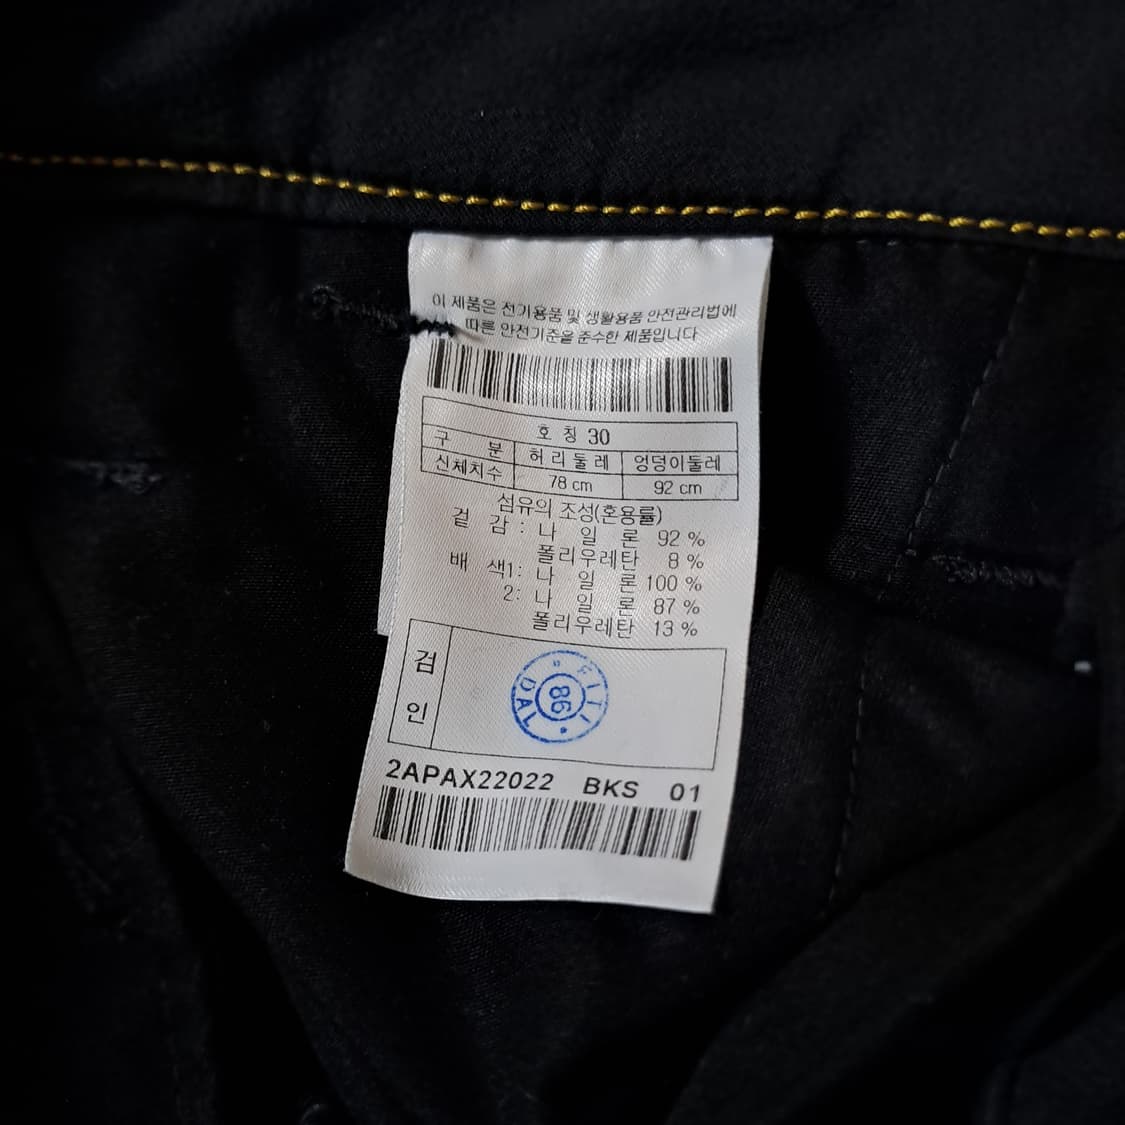 이 제품은 전기용품 및 생활용품 안전관리법에
따른 안전기준을 준수한 제품입니다
호 칭 30
구 분 허리둘레 엉덩이둘레
신체치수 78 cm 92 cm
섬유의 조성(혼용률)
겉 감 : 나 일 론 92 %
폴리우레탄 8 %
배 색1: 나 일 론 100 %
2: 나 일 론 87 %
폴리우레탄 13 %
검
인
FITI
86
DAL
2APAX22022 BKS 01